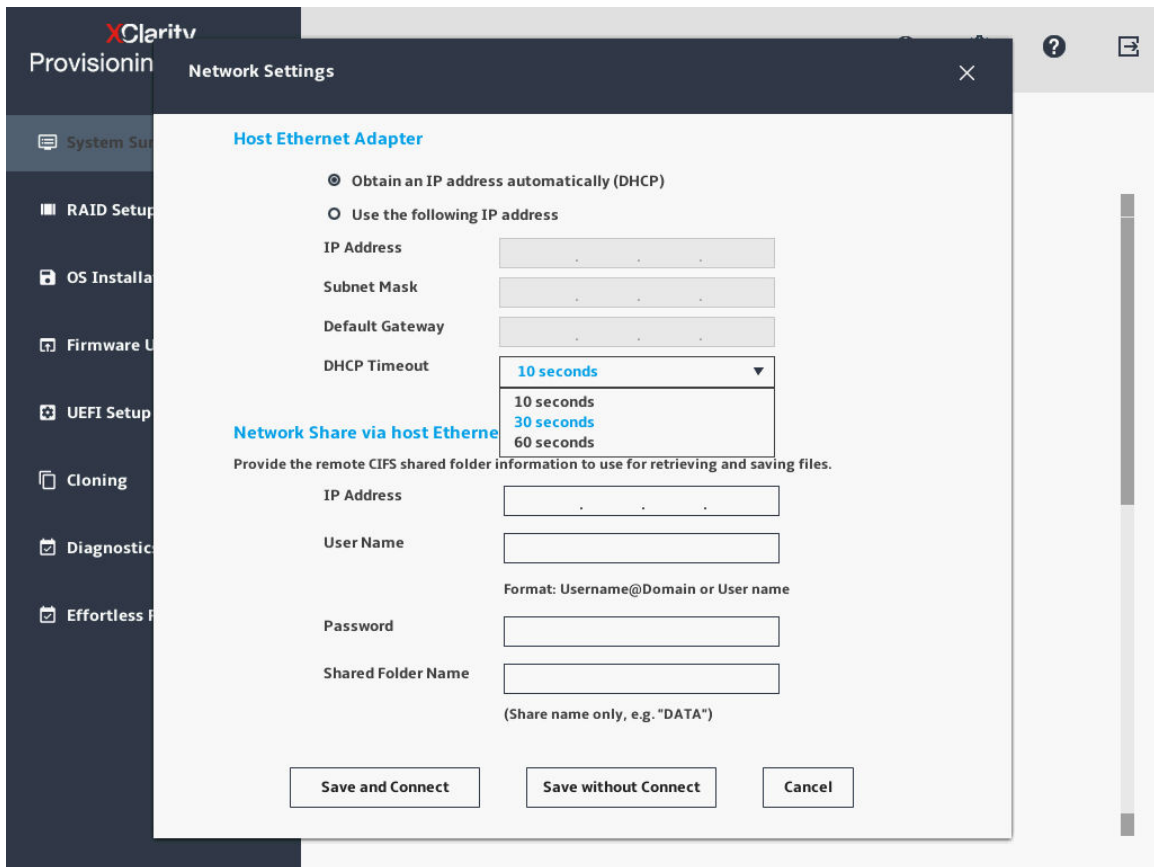 XClarity
Provisionin
Network Settings
System Sur
RAID Setup
OS Installa
Firmware U
UEFI Setup
Cloning
Diagnostic
Effortless
Host Ethernet Adapter
Obtain an IP address automatically (DHCP)
Use the following IP address
IP Address
Subnet Mask
Default Gateway
DHCP Timeout
10 seconds
10 seconds
30 seconds
60 seconds
Network Share via host Etherne
Provide the remote CIFS shared folder information to use for retrieving and saving files.
IP Address
User Name
Format: Username@Domain or User name
Password
Shared Folder Name
(Share name only, e.g. "DATA")
Save and Connect
Save without Connect
Cancel